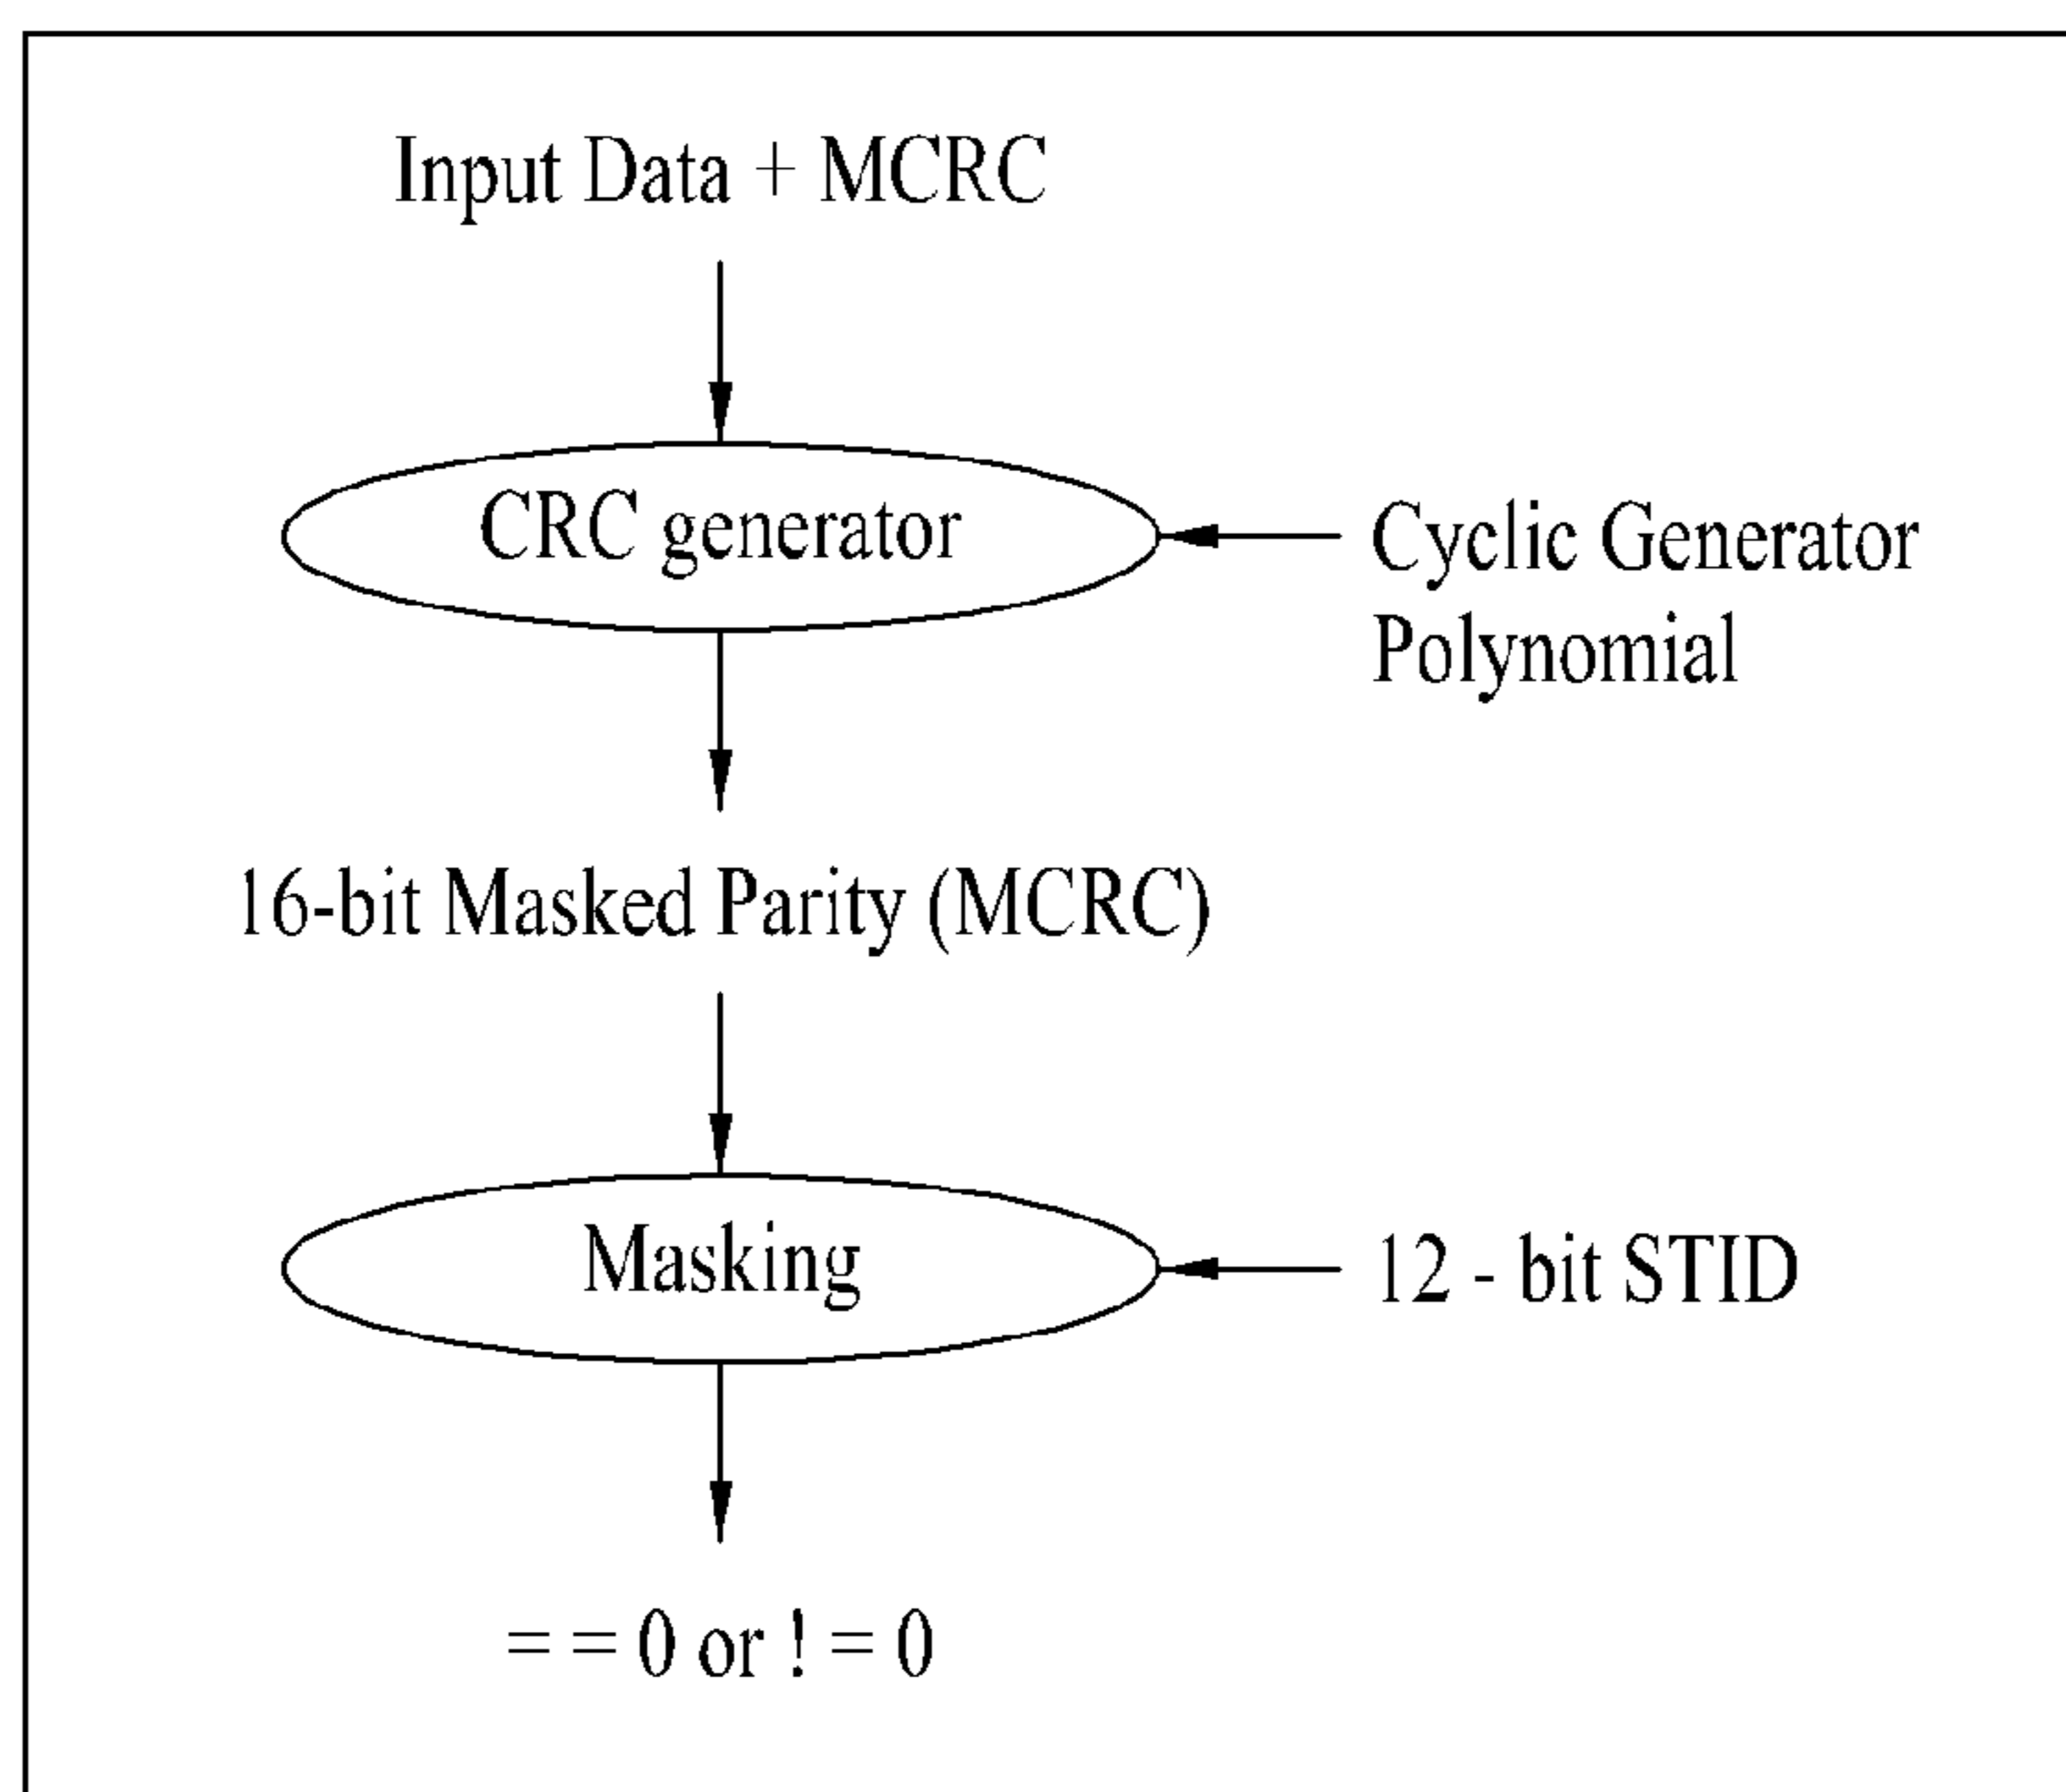 Input Data + MCRC
CRC generator
Cyclic Generator
Polynomial
16-bit Masked Parity (MCRC)
Masking
12 - bit STID
= = 0 or ! = 0